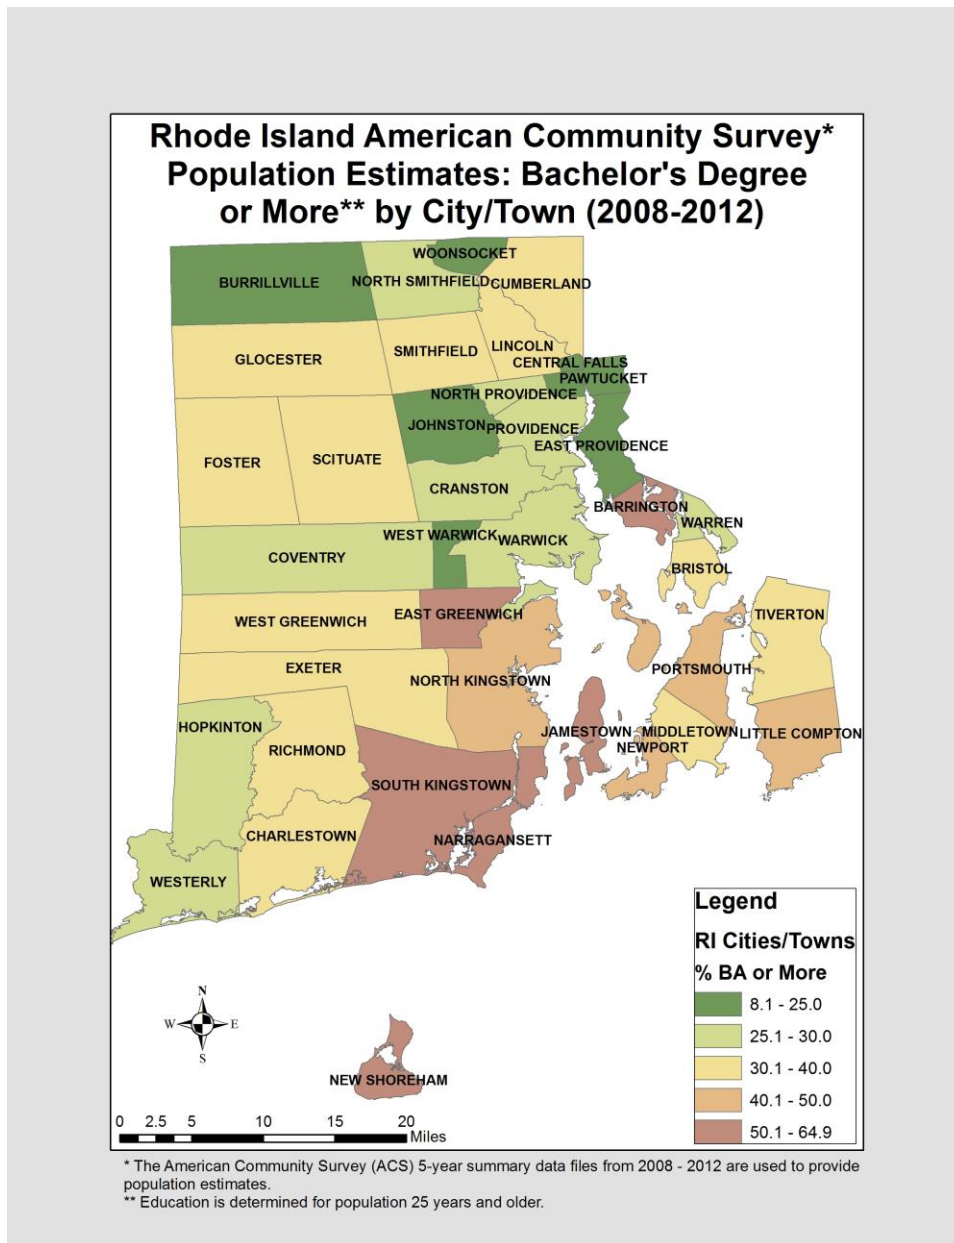 Rhode Island American Community Survey*
Population Estimates: Bachelor's Degree
or More** by City/Town (2008-2012)
WOONSOCKET
BURRILLVILLE
NORTH SMITHFIELD
CUMBERLAND
GLOCESTER
SMITHFIELD
LINCOLN
CENTRAL FALLS
PAWTUCKET
NORTH PROVIDENCE
JOHNSTON
PROVIDENCE
EAST PROVIDENCE
FOSTER
SCITUATE
CRANSTON
BARRINGTON
WARREN
WEST WARWICK
WARWICK
COVENTRY
BRISTOL
WEST GREENWICH
EAST GREENWICH
TIVERTON
EXETER
NORTH KINGSTOWN
PORTSMOUTH
HOPKINTON
RICHMOND
JAMESTOWN
MIDDLETOWN
LITTLE COMPTON
NEWPORT
SOUTH KINGSTOWN
CHARLESTOWN
NARRAGANSETT
WESTERLY
Legend
RI Cities/Towns
% BA or More
8.1 - 25.0
25.1 - 30.0
30.1 - 40.0
40.1 - 50.0
50.1 - 64.9
N
W
E
S
NEW SHOREHAM
0 2.5 5 10 15 20
Miles
* The American Community Survey (ACS) 5-year summary data files from 2008 - 2012 are used to provide
population estimates.
** Education is determined for population 25 years and older.